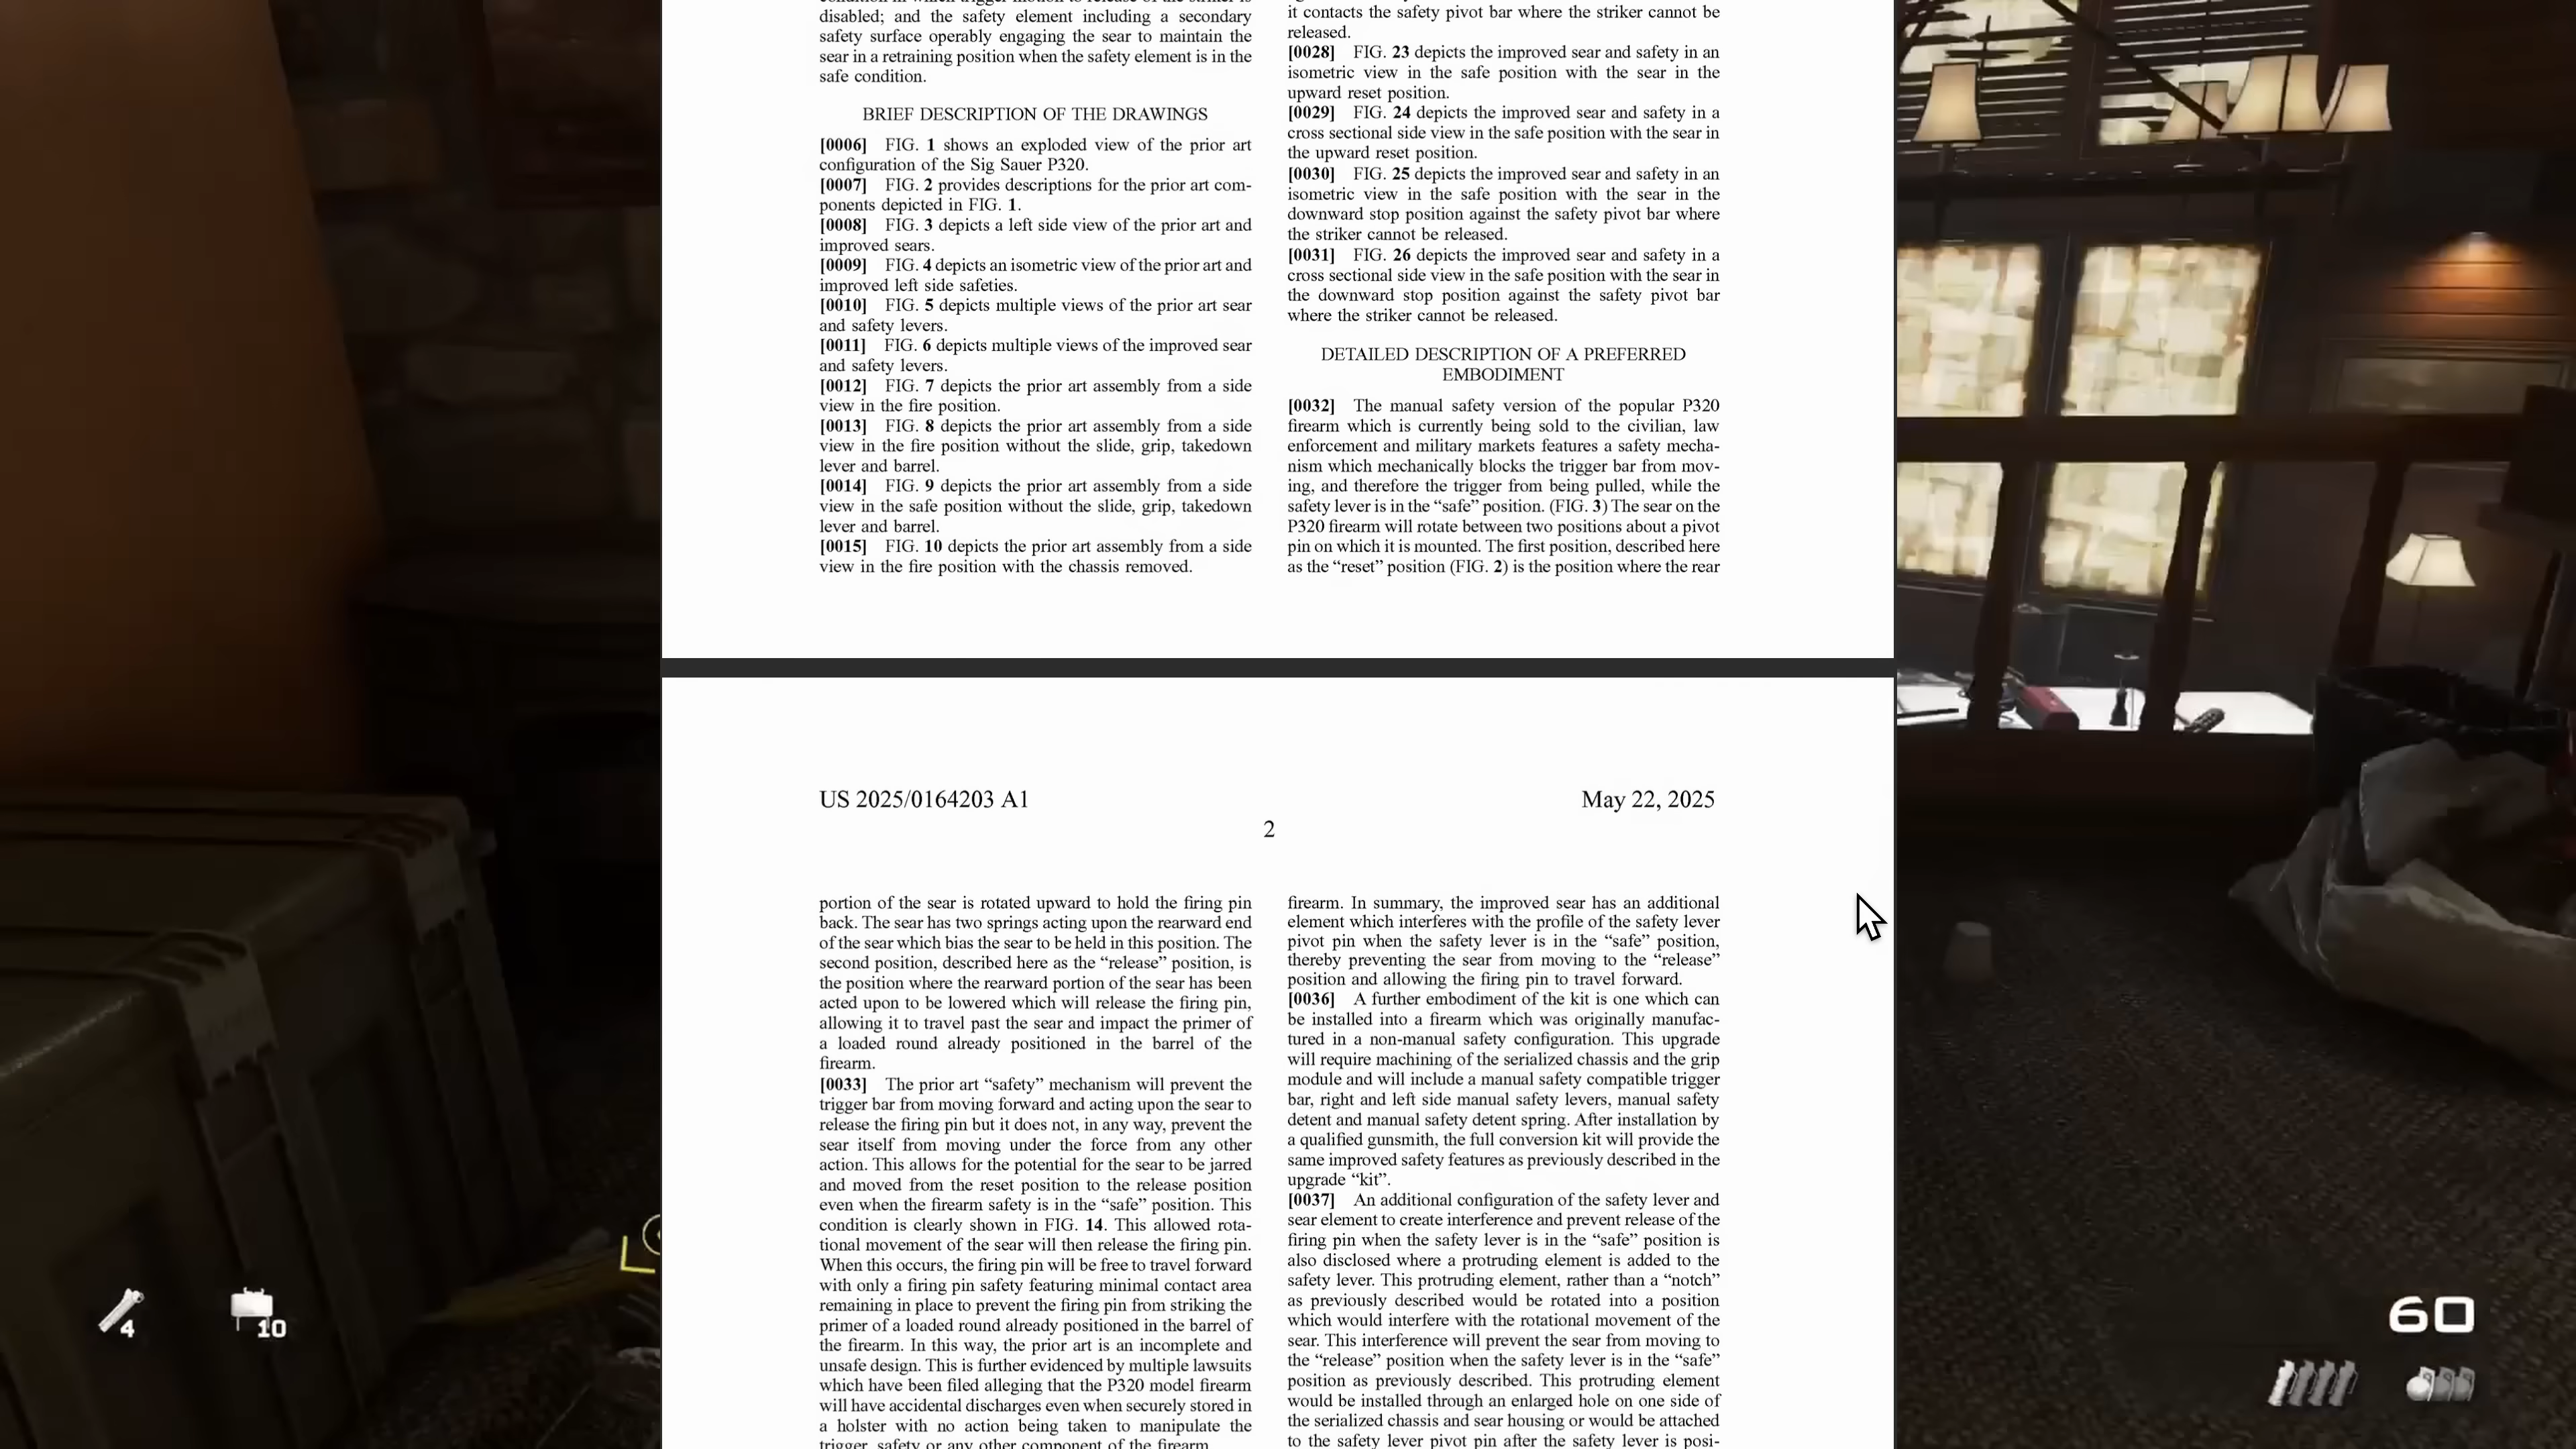 disabled; and the safety element including a secondary
safety surface operably engaging the sear to maintain the
sear in a retraining position when the safety element is in the
safe condition.
BRIEF DESCRIPTION OF THE DRAWINGS
[0006] FIG. 1 shows an exploded view of the prior art
configuration of the Sig Sauer P320.
[0007] FIG. 2 provides descriptions for the prior art com-
ponents depicted in FIG. 1.
[0008] FIG. 3 depicts a left side view of the prior art and
improved sears.
[0009] FIG. 4 depicts an isometric view of the prior art and
improved left side safeties.
[0010] FIG. 5 depicts multiple views of the prior art sear
and safety levers.
[0011] FIG. 6 depicts multiple views of the improved sear
and safety levers.
[0012] FIG. 7 depicts the prior art assembly from a side
view in the fire position.
[0013] FIG. 8 depicts the prior art assembly from a side
view in the fire position without the slide, grip, takedown
lever and barrel.
[0014] FIG. 9 depicts the prior art assembly from a side
view in the safe position without the slide, grip, takedown
lever and barrel.
[0015] FIG. 10 depicts the prior art assembly from a side
view in the fire position with the chassis removed.
it contacts the safety pivot bar where the striker cannot be
released.
[0028] FIG. 23 depicts the improved sear and safety in an
isometric view in the safe position with the sear in the
upward reset position.
[0029] FIG. 24 depicts the improved sear and safety in a
cross sectional side view in the safe position with the sear in
the upward reset position.
[0030] FIG. 25 depicts the improved sear and safety in an
isometric view in the safe position with the sear in the
downward stop position against the safety pivot bar where
the striker cannot be released.
[0031] FIG. 26 depicts the improved sear and safety in a
cross sectional side view in the safe position with the sear in
the downward stop position against the safety pivot bar
where the striker cannot be released.
DETAILED DESCRIPTION OF A PREFERRED
EMBODIMENT
[0032] The manual safety version of the popular P320
firearm which is currently being sold to the civilian, law
enforcement and military markets features a safety mecha-
nism which mechanically blocks the trigger bar from mov-
ing, and therefore the trigger from being pulled, while the
safety lever is in the “safe” position. (FIG. 3) The sear on the
P320 firearm will rotate between two positions about a pivot
pin on which it is mounted. The first position, described here
as the “reset” position (FIG. 2) is the position where the rear
US 2025/0164203 A1
May 22, 2025
2
portion of the sear is rotated upward to hold the firing pin
back. The sear has two springs acting upon the rearward end
of the sear which bias the sear to be held in this position. The
second position, described here as the “release” position, is
the position where the rearward portion of the sear has been
acted upon to be lowered which will release the firing pin,
allowing it to travel past the sear and impact the primer of
a loaded round already positioned in the barrel of the
firearm.
[0033] The prior art “safety” mechanism will prevent the
trigger bar from moving forward and acting upon the sear to
release the firing pin but it does not, in any way, prevent the
sear itself from moving under the force from any other
action. This allows for the potential for the sear to be jarred
and moved from the reset position to the release position
even when the firearm safety is in the “safe” position. This
condition is clearly shown in FIG. 14. This allowed rota-
tional movement of the sear will then release the firing pin.
When this occurs, the firing pin will be free to travel forward
with only a firing pin safety featuring minimal contact area
remaining in place to prevent the firing pin from striking the
primer of a loaded round already positioned in the barrel of
the firearm. In this way, the prior art is an incomplete and
unsafe design. This is further evidenced by multiple lawsuits
which have been filed alleging that the P320 model firearm
will have accidental discharges even when securely stored in
a holster with no action being taken to manipulate the
trigger, safety or any other component of the firearm.
firearm. In summary, the improved sear has an additional
element which interferes with the profile of the safety lever
pivot pin when the safety lever is in the “safe” position,
thereby preventing the sear from moving to the “release”
position and allowing the firing pin to travel forward.
[0036] A further embodiment of the kit is one which can
be installed into a firearm which was originally manufac-
tured in a non-manual safety configuration. This upgrade
will require machining of the serialized chassis and the grip
module and will include a manual safety compatible trigger
bar, right and left side manual safety levers, manual safety
detent and manual safety detent spring. After installation by
a qualified gunsmith, the full conversion kit will provide the
same improved safety features as previously described in the
upgrade “kit”.
[0037] An additional configuration of the safety lever and
sear element to create interference and prevent release of the
firing pin when the safety lever is in the “safe” position is
also disclosed where a protruding element is added to the
safety lever. This protruding element, rather than a “notch”
as previously described would be rotated into a position
which would interfere with the rotational movement of the
sear. This interference will prevent the sear from moving to
the “release” position when the safety lever is in the “safe”
position as previously described. This protruding element
would be installed through an enlarged hole on one side of
the serialized chassis and sear housing or would be attached
to the safety lever pivot pin after the safety lever is posi-
4
10
60